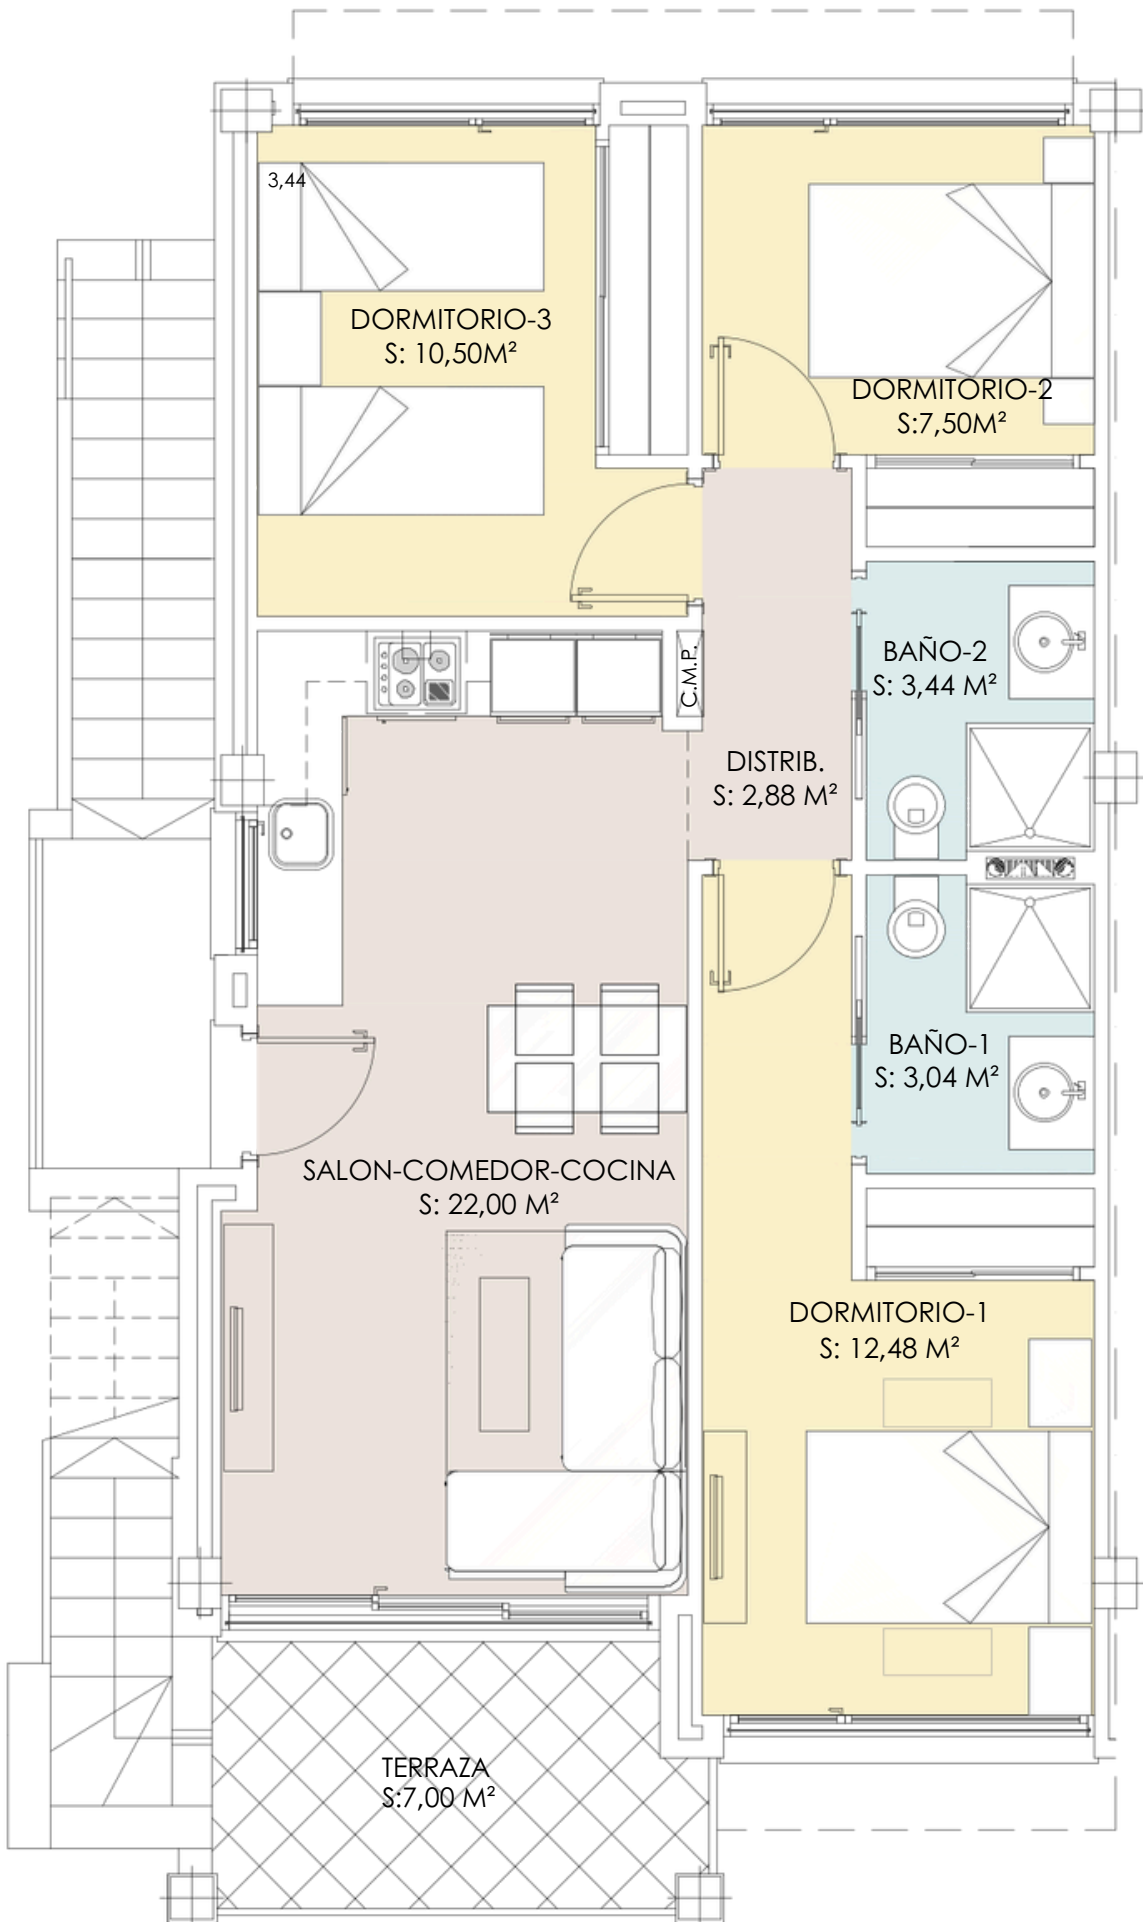 3,44
DORMITORIO-3
S: 10,50M²
DORMITORIO-2
S:7,50M²
C.M.P.
BAÑO-2
S: 3,44 M²
DISTRIB.
S: 2,88 M²
BAÑO-1
S: 3,04 M²
SALON-COMEDOR-COCINA
S: 22,00 M²
DORMITORIO-1
S: 12,48 M²
TERRAZA
S:7,00 M²